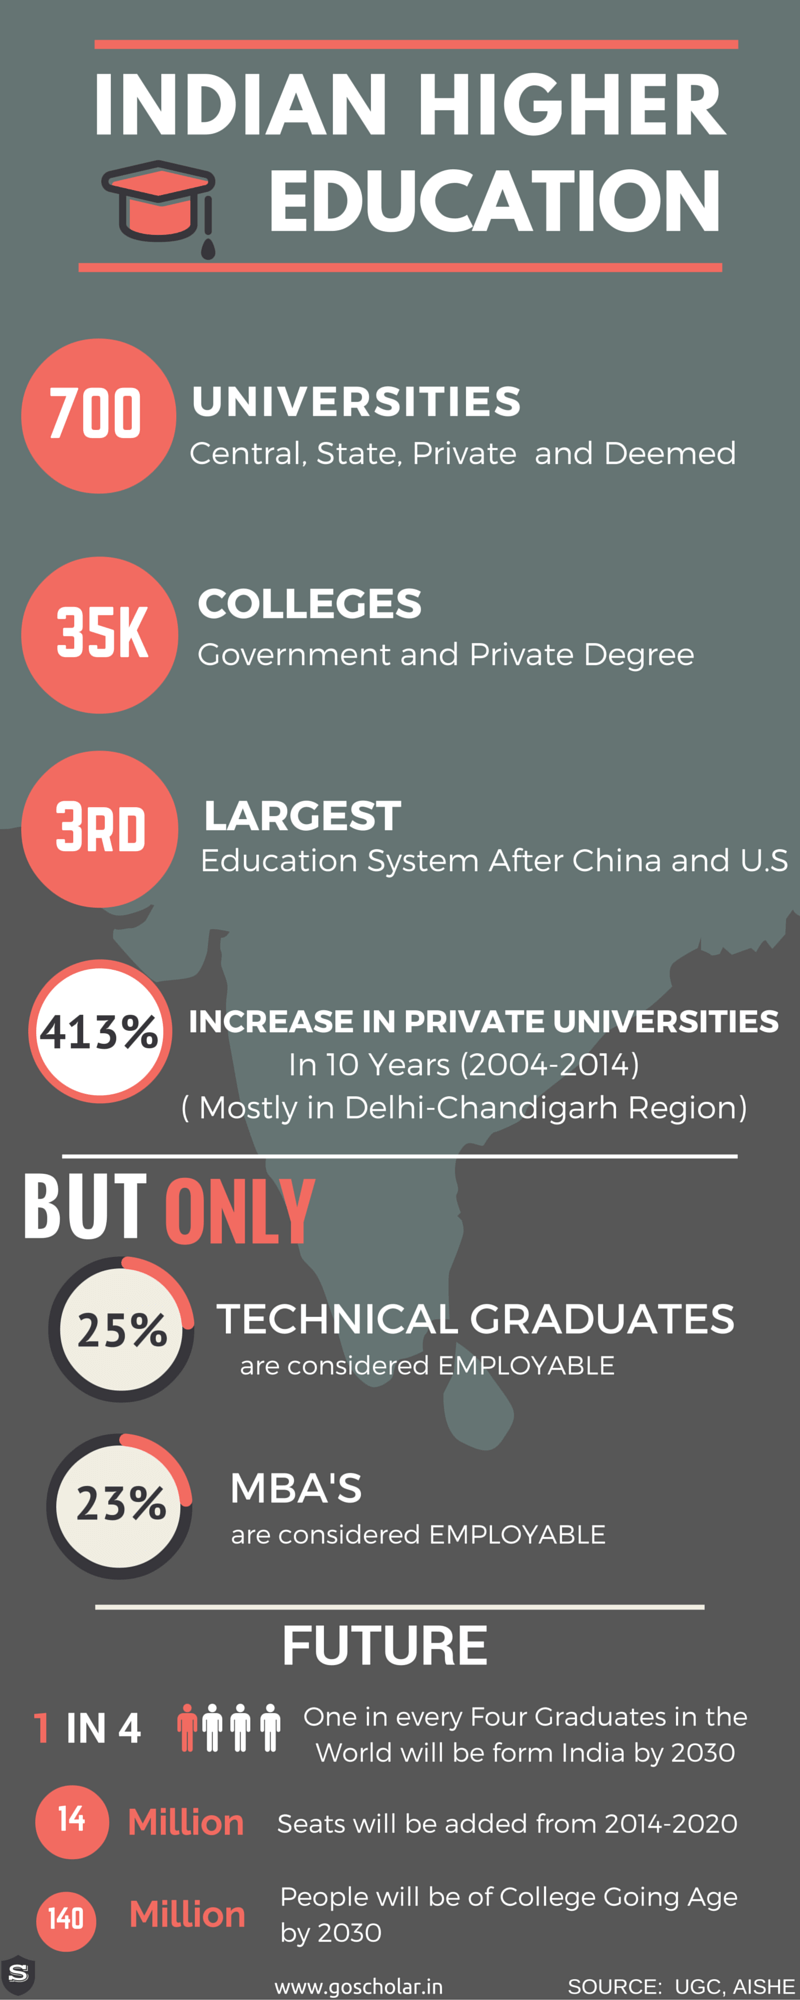 INDIAN HIGHER
EDUCATION
700
UNIVERSITIES
Central, State, Private and Deemed
35K
COLLEGES
Government and Private Degree
3RD
LARGEST
Education System After China and U.S
413%
INCREASE IN PRIVATE UNIVERSITIES
In 10 Years (2004-2014)
( Mostly in Delhi-Chandigarh Region)
BUT ONLY
25%
TECHNICAL GRADUATES
are considered EMPLOYABLE
23%
MBA'S
are considered EMPLOYABLE
FUTURE
1 IN 4
One in every Four Graduates in the
World will be form India by 2030
14 Million
Seats will be added from 2014-2020
140 Million
People will be of College Going Age
by 2030
S
www.goscholar.in
SOURCE: UGC, AISHE